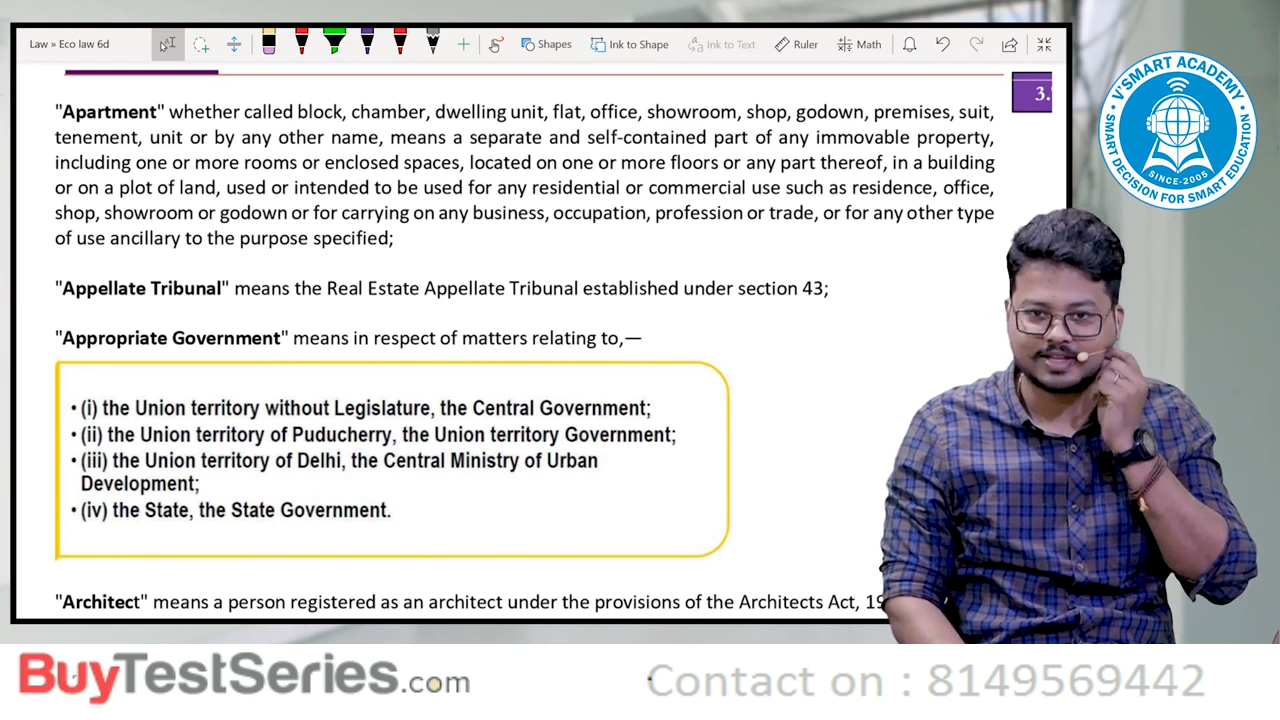 Law » Eco law 6d
Shapes
Ink to Shape
Ink to Text
Ruler
Math
3.
"Apartment" whether called block, chamber, dwelling unit, flat, office, showroom, shop, godown, premises, suit,
tenement, unit or by any other name, means a separate and self-contained part of any immovable property,
including one or more rooms or enclosed spaces, located on one or more floors or any part thereof, in a building
or on a plot of land, used or intended to be used for any residential or commercial use such as residence, office,
shop, showroom or godown or for carrying on any business, occupation, profession or trade, or for any other type
of use ancillary to the purpose specified;
"Appellate Tribunal" means the Real Estate Appellate Tribunal established under section 43;
"Appropriate Government" means in respect of matters relating to,—
• (i) the Union territory without Legislature, the Central Government;
• (ii) the Union territory of Puducherry, the Union territory Government;
• (iii) the Union territory of Delhi, the Central Ministry of Urban
Development;
• (iv) the State, the State Government.
"Architect" means a person registered as an architect under the provisions of the Architects Act, 19
V'SMART ACADEMY
SINCE-2005
SMART DECISION FOR SMART EDUCATION
BuyTestSeries.com
Contact on : 8149569442